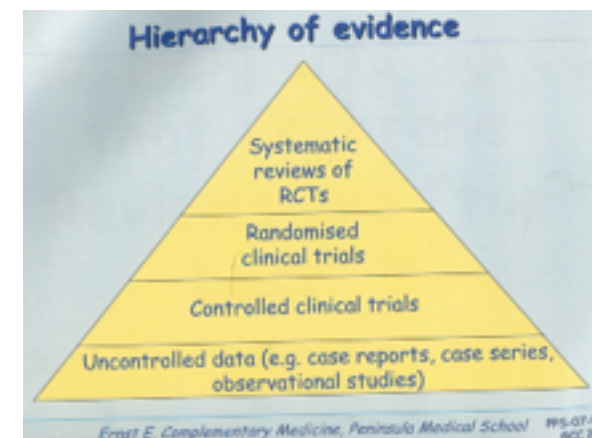 Hierarchy of evidence
Systematic
reviews of
RCTs
Randomised
clinical trials
Controlled clinical trials
Uncontrolled data (e.g. case reports, case series,
observational studies)
Ernst E. Complementary Medicine, Peninsula Medical School